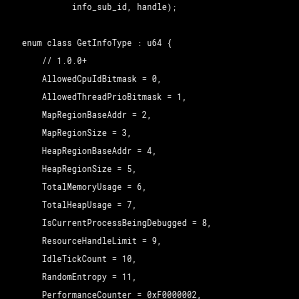 info_sub_id, handle);
enum class GetInfoType : u64 {
// 1.0.0+
AllowedCpuIdBitmask = 0,
AllowedThreadPrioBitmask = 1,
MapRegionBaseAddr = 2,
MapRegionSize = 3,
HeapRegionBaseAddr = 4,
HeapRegionSize = 5,
TotalMemoryUsage = 6,
TotalHeapUsage = 7,
IsCurrentProcessBeingDebugged = 8,
ResourceHandleLimit = 9,
IdleTickCount = 10,
RandomEntropy = 11,
PerformanceCounter = 0xF0000002,